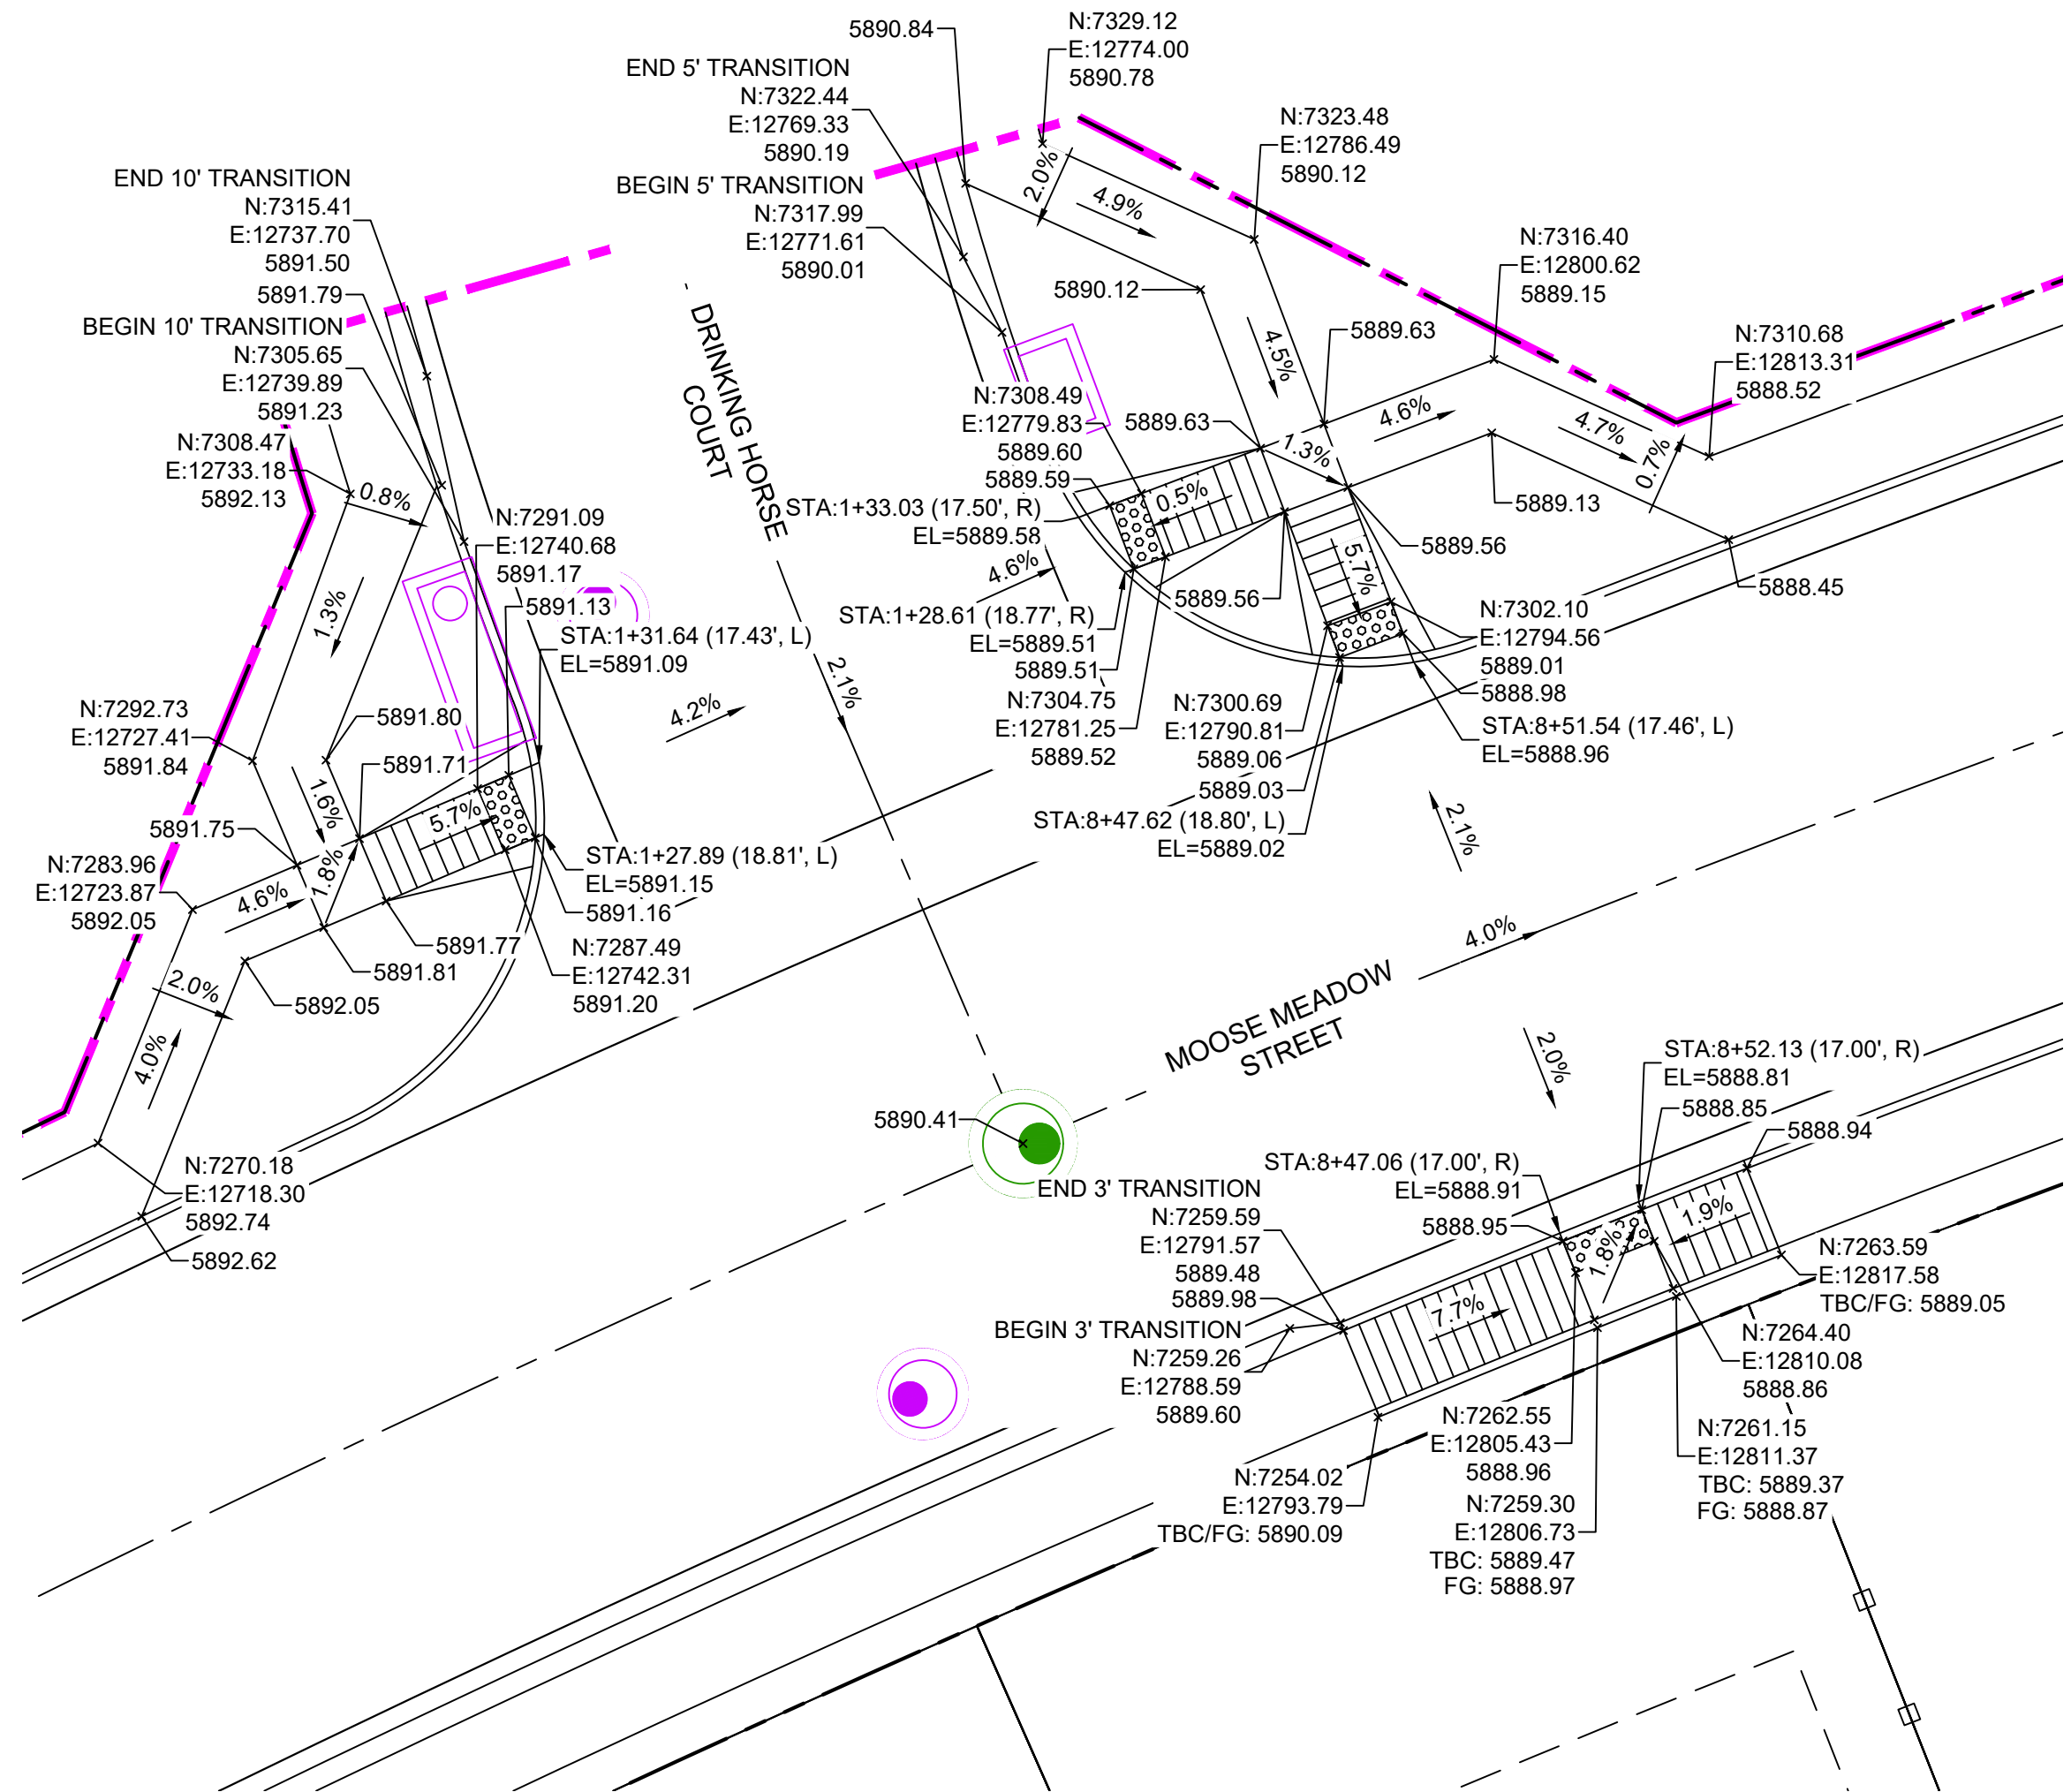 5890.84
N:7329.12
E:12774.00
5890.78
END 5' TRANSITION
N:7322.44
E:12769.33
5890.19
BEGIN 5' TRANSITION
N:7317.99
E:12771.61
5890.01
N:7323.48
E:12786.49
5890.12
END 10' TRANSITION
N:7315.41
E:12737.70
5891.50
5891.79
BEGIN 10' TRANSITION
N:7305.65
E:12739.89
5891.23
N:7308.47
E:12733.18
5892.13
2.0%
4.9%
N:7316.40
E:12800.62
5889.15
5890.12
4.5%
5889.63
N:7310.68
E:12813.31
5888.52
DRINKING HORSE
COURT
N:7308.49
E:12779.83
5889.60
5889.59
5889.63
1.3%
4.6%
4.7%
0.7%
0.8%
STA:1+33.03 (17.50', R)
EL=5889.58
0.5%
5889.13
N:7291.09
E:12740.68
5891.17
5891.13
STA:1+31.64 (17.43', L)
EL=5891.09
4.6%
5889.56
5.7%
5888.45
1.3%
STA:1+28.61 (18.77', R)
EL=5889.51
5889.51
5889.56
N:7302.10
E:12794.56
5889.01
5888.98
2.1%
4.2%
N:7304.75
E:12781.25
5889.52
N:7300.69
E:12790.81
5889.06
5889.03
STA:8+51.54 (17.46', L)
EL=5888.96
N:7292.73
E:12727.41
5891.84
5891.80
5891.71
1.6%
5.7%
STA:8+47.62 (18.80', L)
EL=5889.02
2.1%
5891.75
1.8%
N:7283.96
E:12723.87
5892.05
4.6%
STA:1+27.89 (18.81', L)
EL=5891.15
5891.16
5891.77
N:7287.49
E:12742.31
5891.20
5891.81
2.0%
5892.05
4.0%
4.0%
MOOSE MEADOW
STREET
2.0%
STA:8+52.13 (17.00', R)
EL=5888.81
5888.85
5888.94
5890.41
N:7270.18
E:12718.30
5892.74
5892.62
STA:8+47.06 (17.00', R)
EL=5888.91
5888.95
END 3' TRANSITION
N:7259.59
E:12791.57
5889.48
5889.98
BEGIN 3' TRANSITION
N:7259.26
E:12788.59
5889.60
1.8%
1.9%
7.7%
N:7263.59
E:12817.58
TBC/FG: 5889.05
N:7264.40
E:12810.08
5888.86
N:7262.55
E:12805.43
5888.96
N:7261.15
E:12811.37
TBC: 5889.37
FG: 5888.87
N:7254.02
E:12793.79
TBC/FG: 5890.09
N:7259.30
E:12806.73
TBC: 5889.47
FG: 5888.97